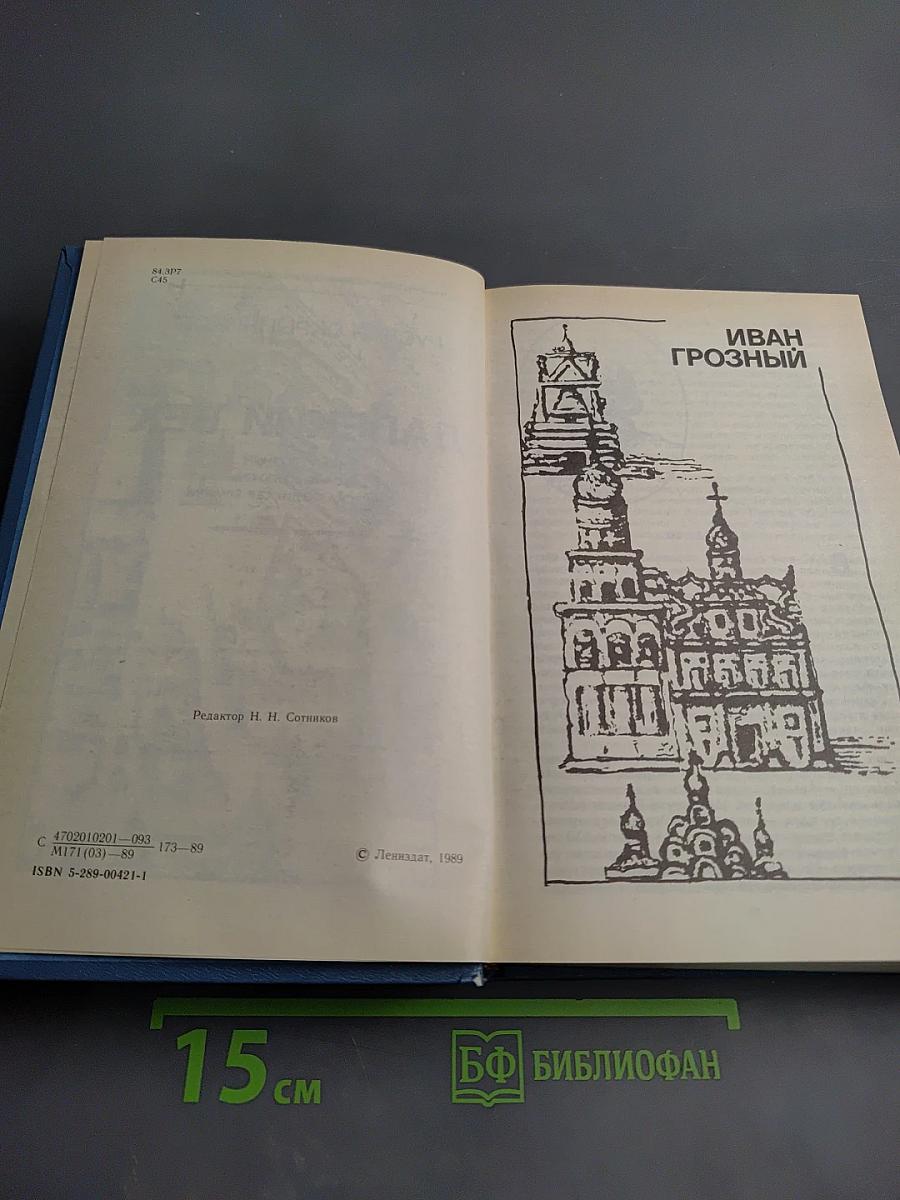 84.3Р7
С45
Редактор Н. Н. Сотников
С 4702010201—093
М171(03)—89
173—89
ISBN 5-289-00421-1
© Лениздат, 1989
ИВАН
ГРОЗНЫЙ
15 см
БФ БИБЛИОФАН